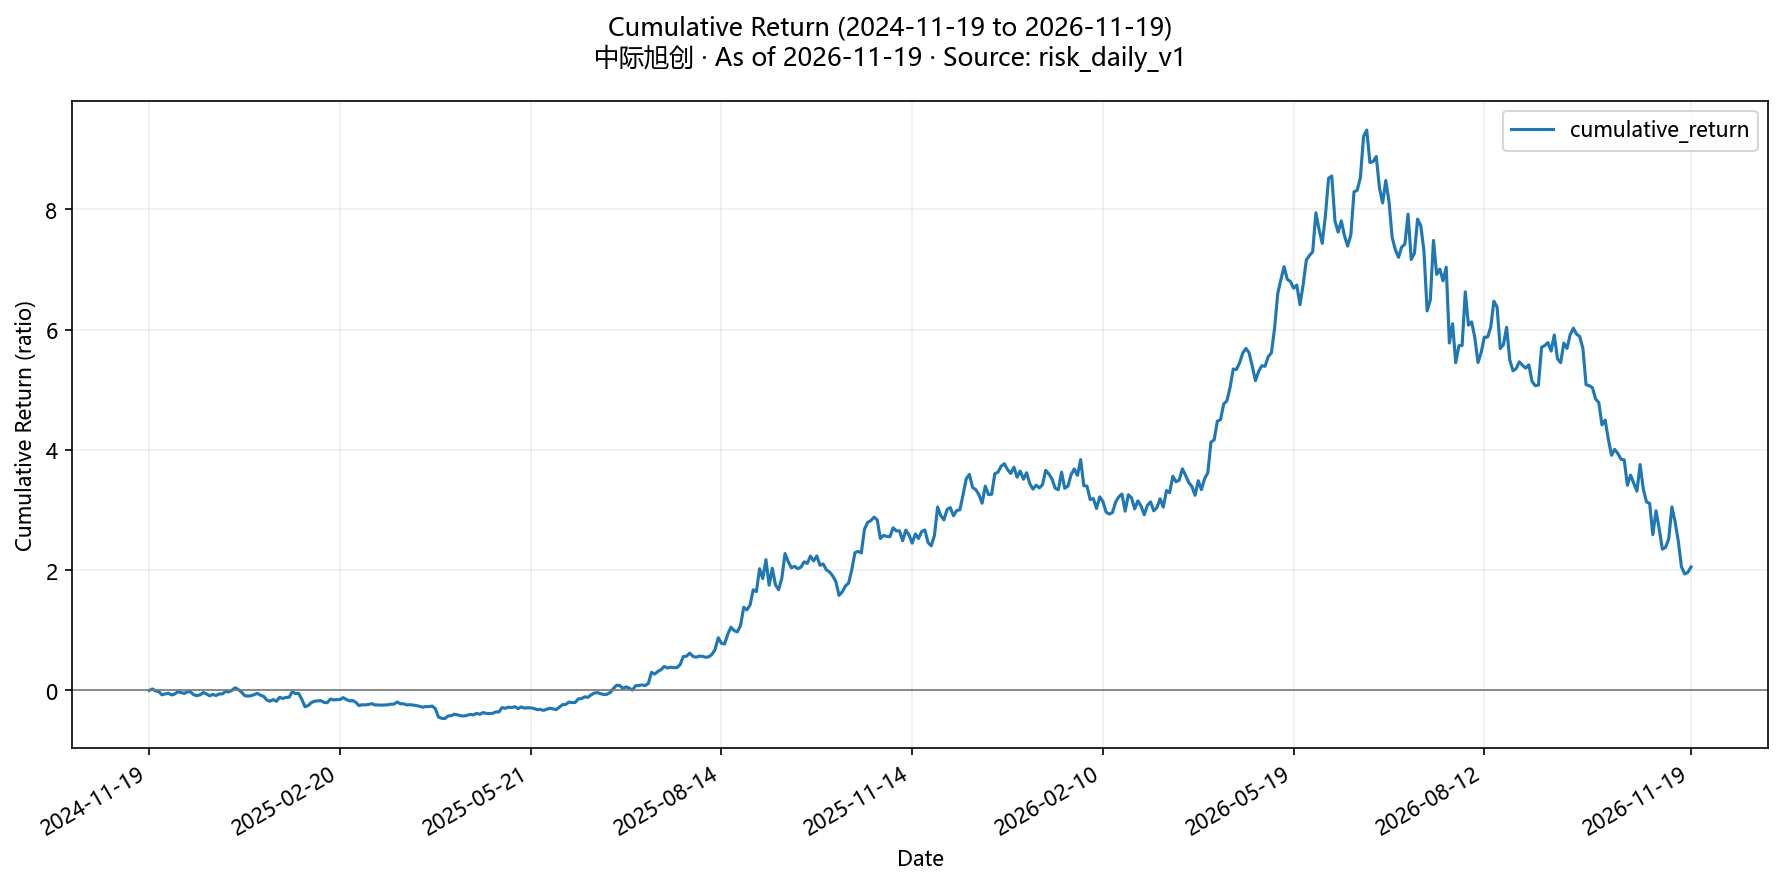 Cumulative Return (2024-11-19 to 2026-11-19)
中际旭创 · As of 2026-11-19 · Source: risk_daily_v1
cumulative_return
Cumulative Return (ratio)
8
6
4
2
0
2024-11-19
2025-02-20
2025-05-21
2025-08-14
2025-11-14
2026-02-10
2026-05-19
2026-08-12
2026-11-19
Date